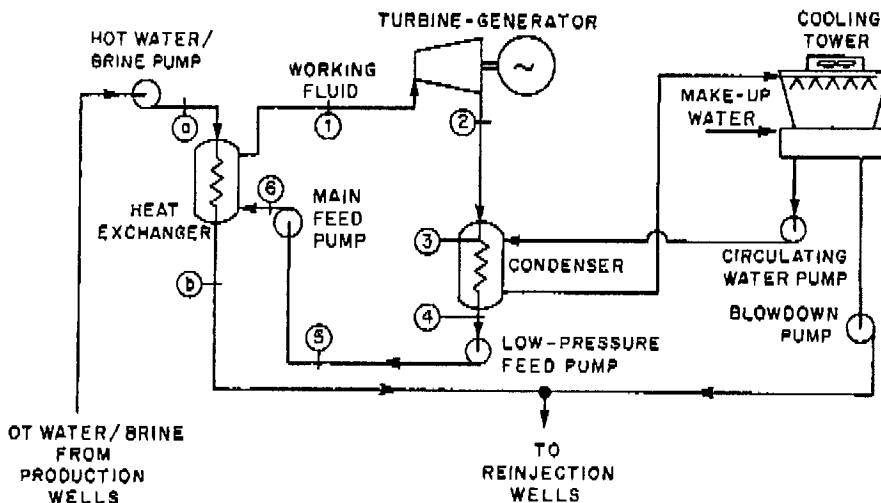 TURBINE-GENERATOR
COOLING
TOWER
HOT WATER/
BRINE PUMP
WORKING
FLUID
~
MAKE-UP
WATER
a
1
2
6
MAIN
FEED
PUMP
HEAT
EXCHANGER
3
CONDENSER
CIRCULATING
WATER PUMP
b
4
BLOWDOWN
PUMP
5
LOW-PRESSURE
FEED PUMP
OT WATER/BRINE
FROM
PRODUCTION
WELLS
TO
REINJECTION
WELLS